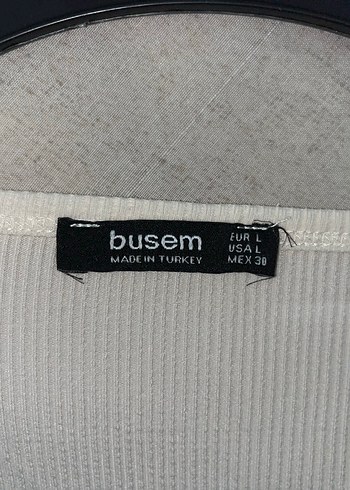 busem
MADE IN TURKEY
EUR L
USA L
MEX 30